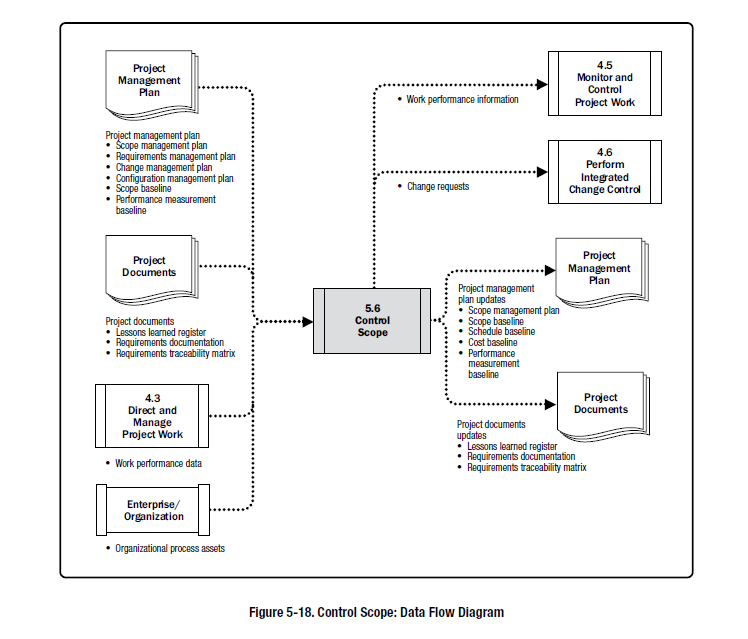 Project
Management
Plan
Project management plan
• Scope management plan
• Requirements management plan
• Change management plan
• Configuration management plan
• Scope baseline
• Performance measurement
baseline
Project
Documents
Project documents
• Lessons learned register
• Requirements documentation
• Requirements traceability matrix
4.3
Direct and
Manage
Project Work
• Work performance data
Enterprise/
Organization
• Organizational process assets
5.6
Control
Scope
• Work performance information
4.5
Monitor and
Control
Project Work
• Change requests
4.6
Perform
Integrated
Change Control
Project
Management
Plan
Project management
plan updates
• Scope management plan
• Scope baseline
• Schedule baseline
• Cost baseline
• Performance
measurement
baseline
Project
Documents
Project documents
updates
• Lessons learned register
• Requirements documentation
• Requirements traceability matrix
Figure 5-18. Control Scope: Data Flow Diagram